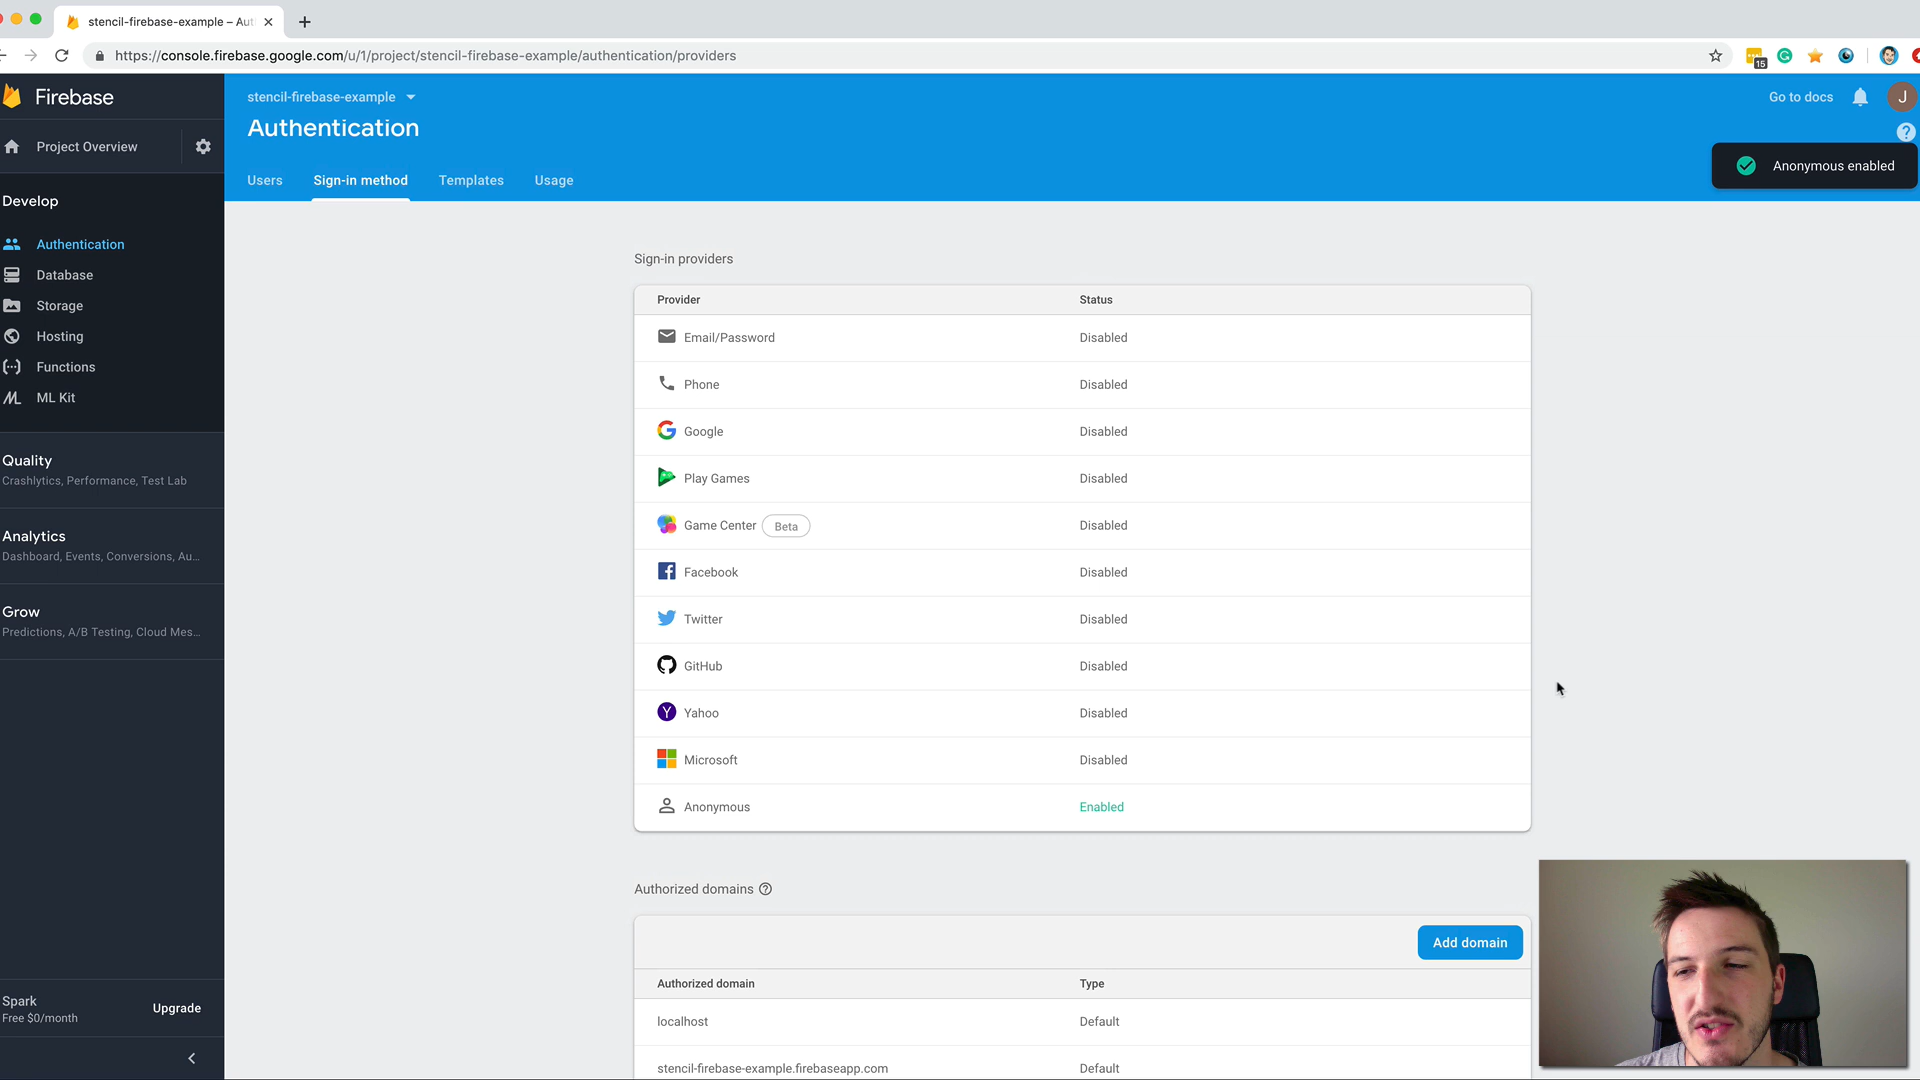 stencil-firebase-example – Aut
https://console.firebase.google.com/u/1/project/stencil-firebase-example/authentication/providers
15
Firebase
Project Overview
Develop
Authentication
Database
Storage
Hosting
Functions
ML Kit
Quality
Crashlytics, Performance, Test Lab
Analytics
Dashboard, Events, Conversions, Au...
Grow
Predictions, A/B Testing, Cloud Mes...
Spark
Free $0/month
Upgrade
stencil-firebase-example
Go to docs
J
Authentication
Users
Sign-in method
Templates
Usage
Anonymous enabled
Sign-in providers
Provider Status
Email/Password Disabled
Phone Disabled
Google Disabled
Play Games Disabled
Game Center Beta Disabled
Facebook Disabled
Twitter Disabled
GitHub Disabled
Yahoo Disabled
Microsoft Disabled
Anonymous Enabled
Authorized domains
Add domain
Authorized domain Type
localhost Default
stencil-firebase-example.firebaseapp.com Default